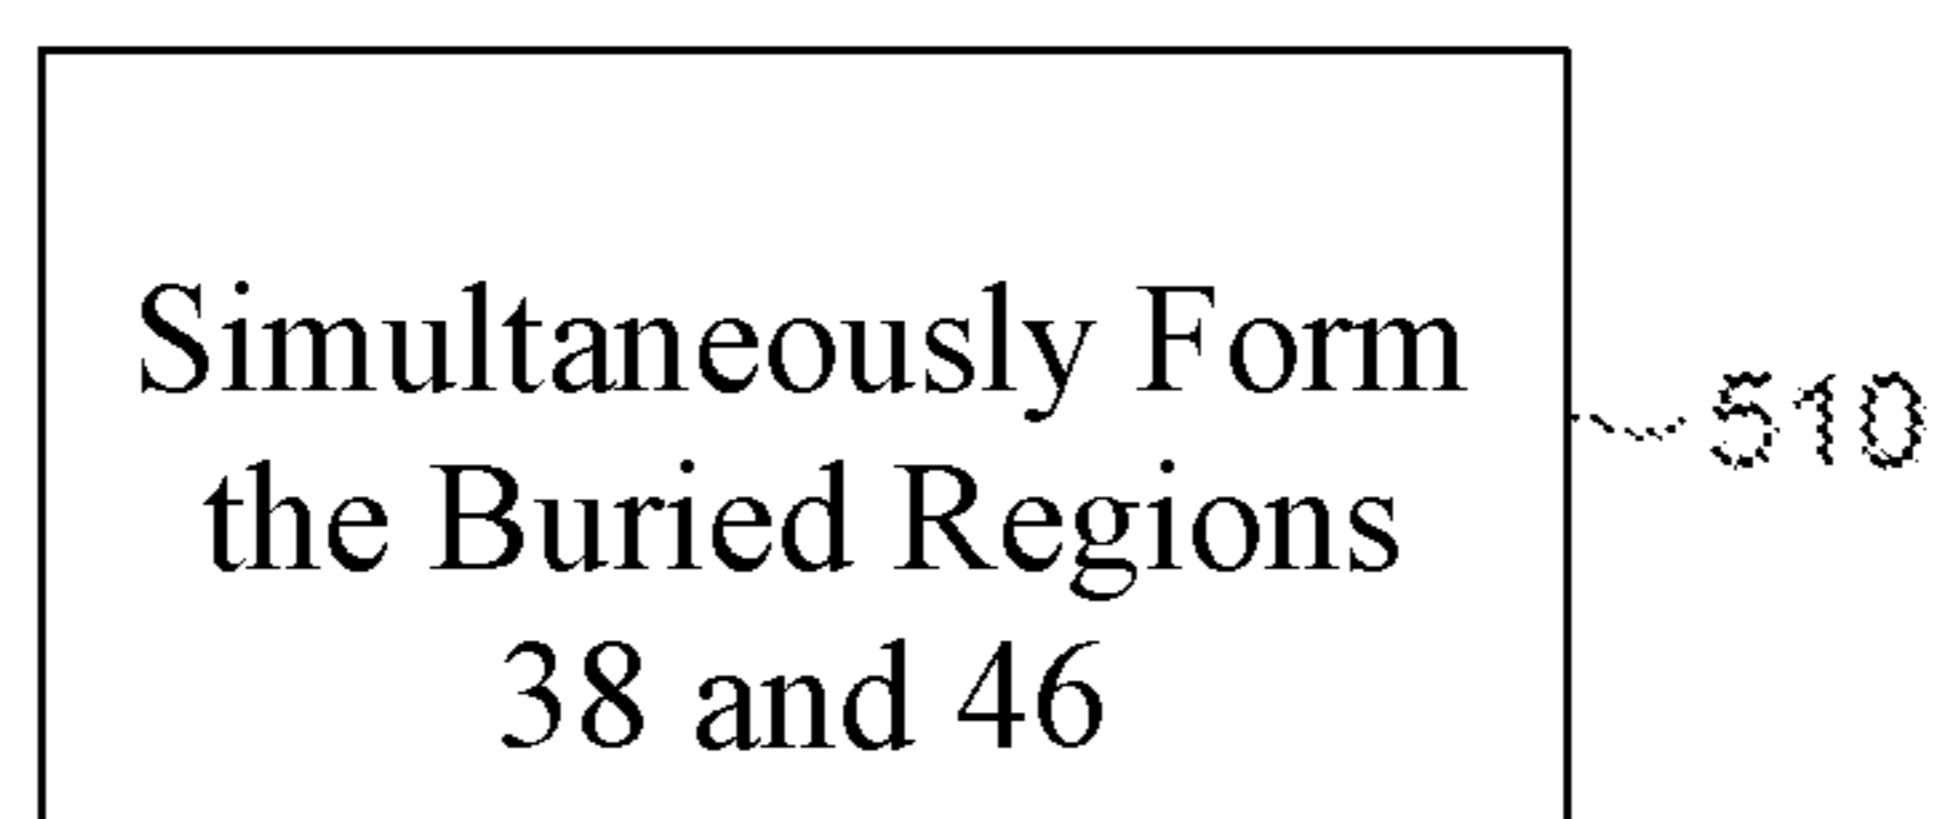 Simultaneously Form
the Buried Regions
38 and 46
510